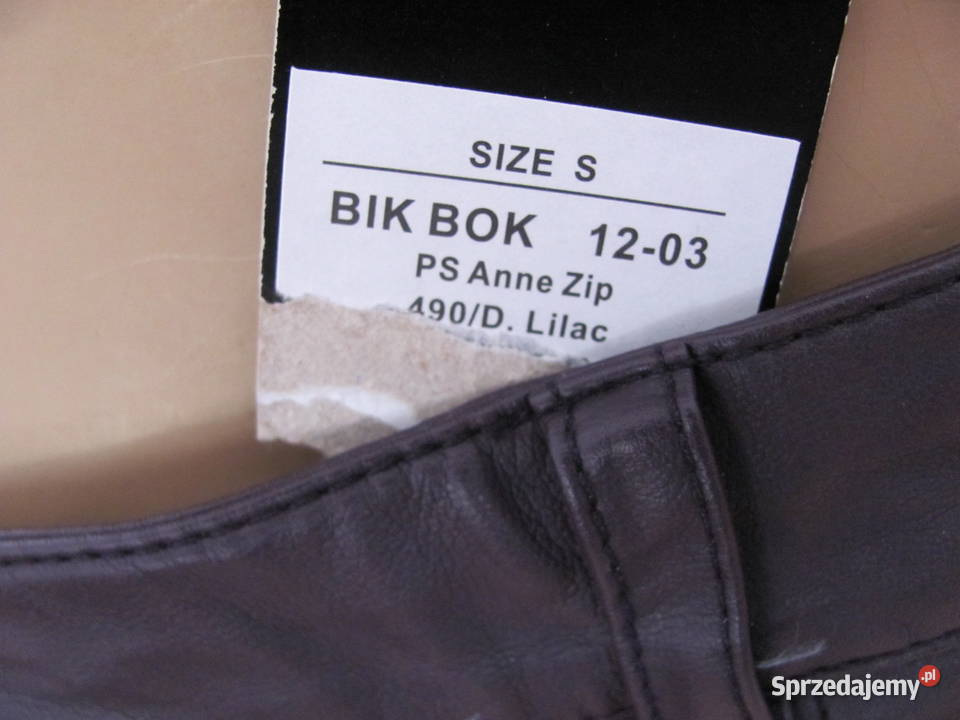 SIZE S
BIK BOK 12-03
PS Anne Zip
490/D. Lilac
Sprzedajemy.pl